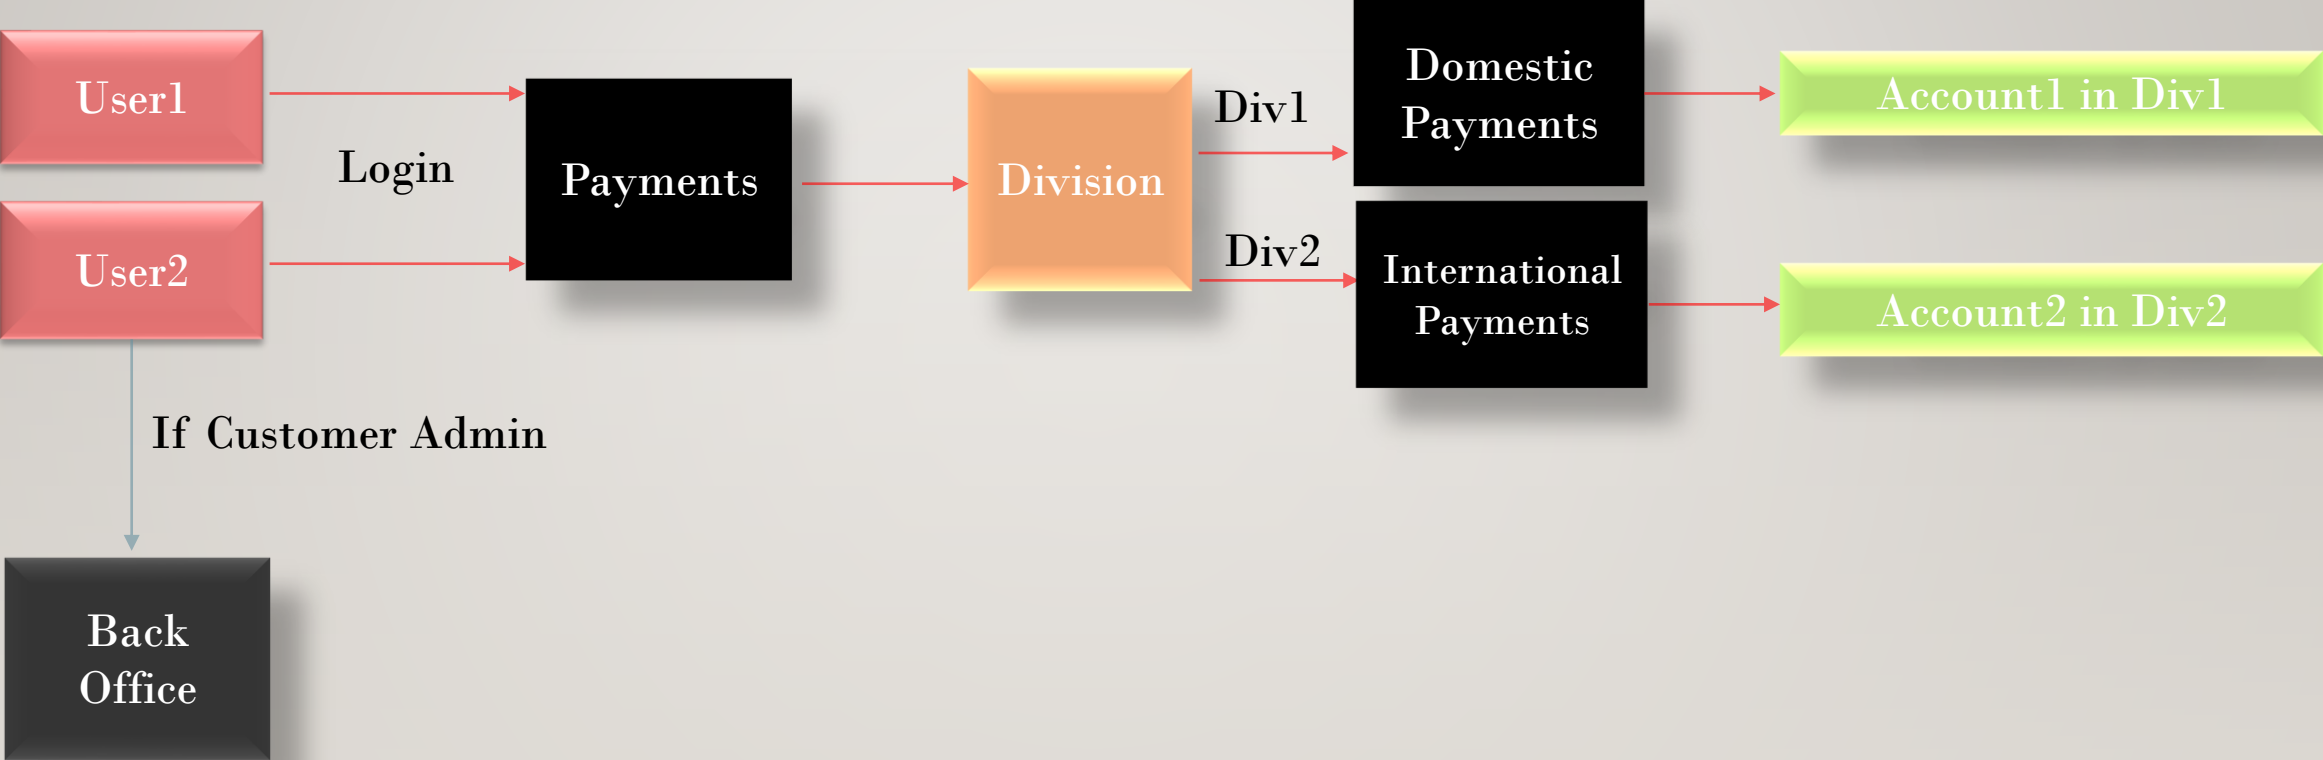 User1
Login
User2
Payments
Division
Div1
Div2
Domestic
Payments
International
Payments
Account1 in Div1
Account2 in Div2
If Customer Admin
Back
Office